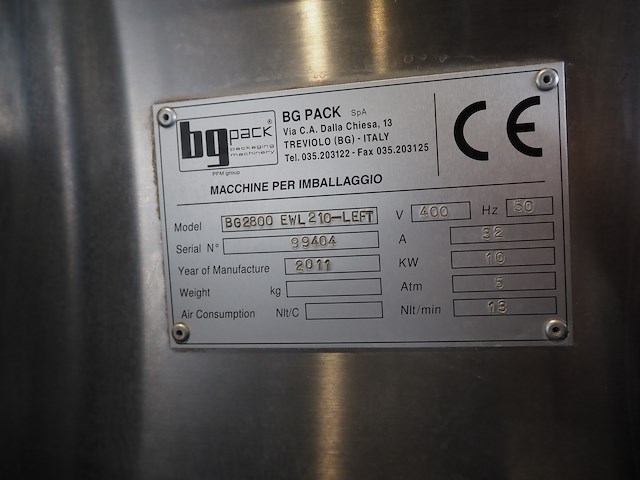 bg pack®
packaging
machinery
PFM group
BG PACK SpA
Via C.A. Dalla Chiesa, 13
TREVIOLO (BG) - ITALY
Tel. 035.203122 - Fax 035.203125
CE
MACCHINE PER IMBALLAGGIO
Model BG2800 EWL210-LEFT V 400 Hz 50
Serial N° 99404 A 32
Year of Manufacture 2011 KW 10
Weight kg Atm 5
Air Consumption Nlt/C Nlt/min 13